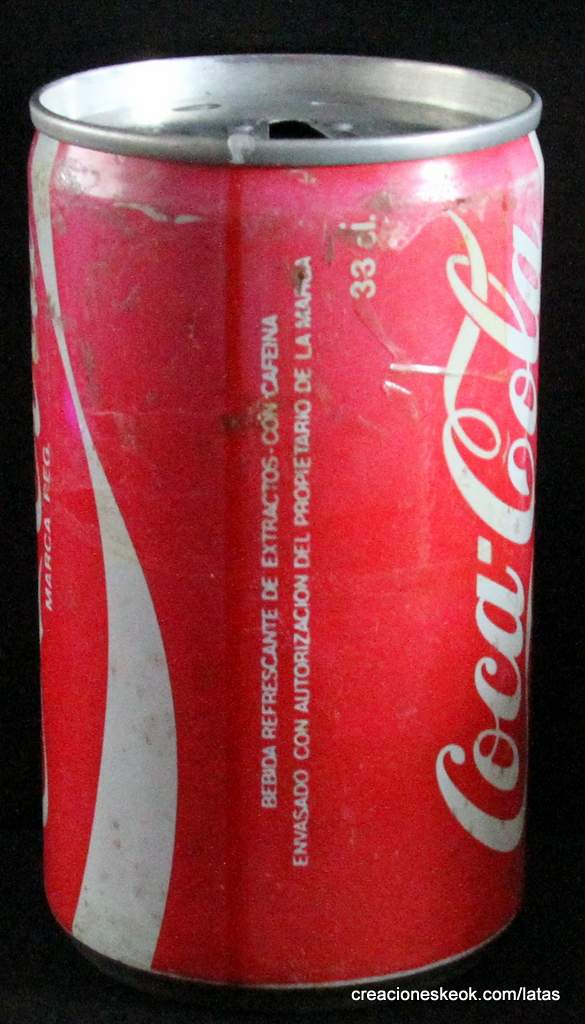 MARCA REG.
BEBIDA REFRESCANTE DE EXTRACTOS-CON CAFEINA
ENVASADO CON AUTORIZACION DEL PROPIETARIO DE LA MARCA
33 cl.
Coca-Cola
creacioneskeok.com/latas